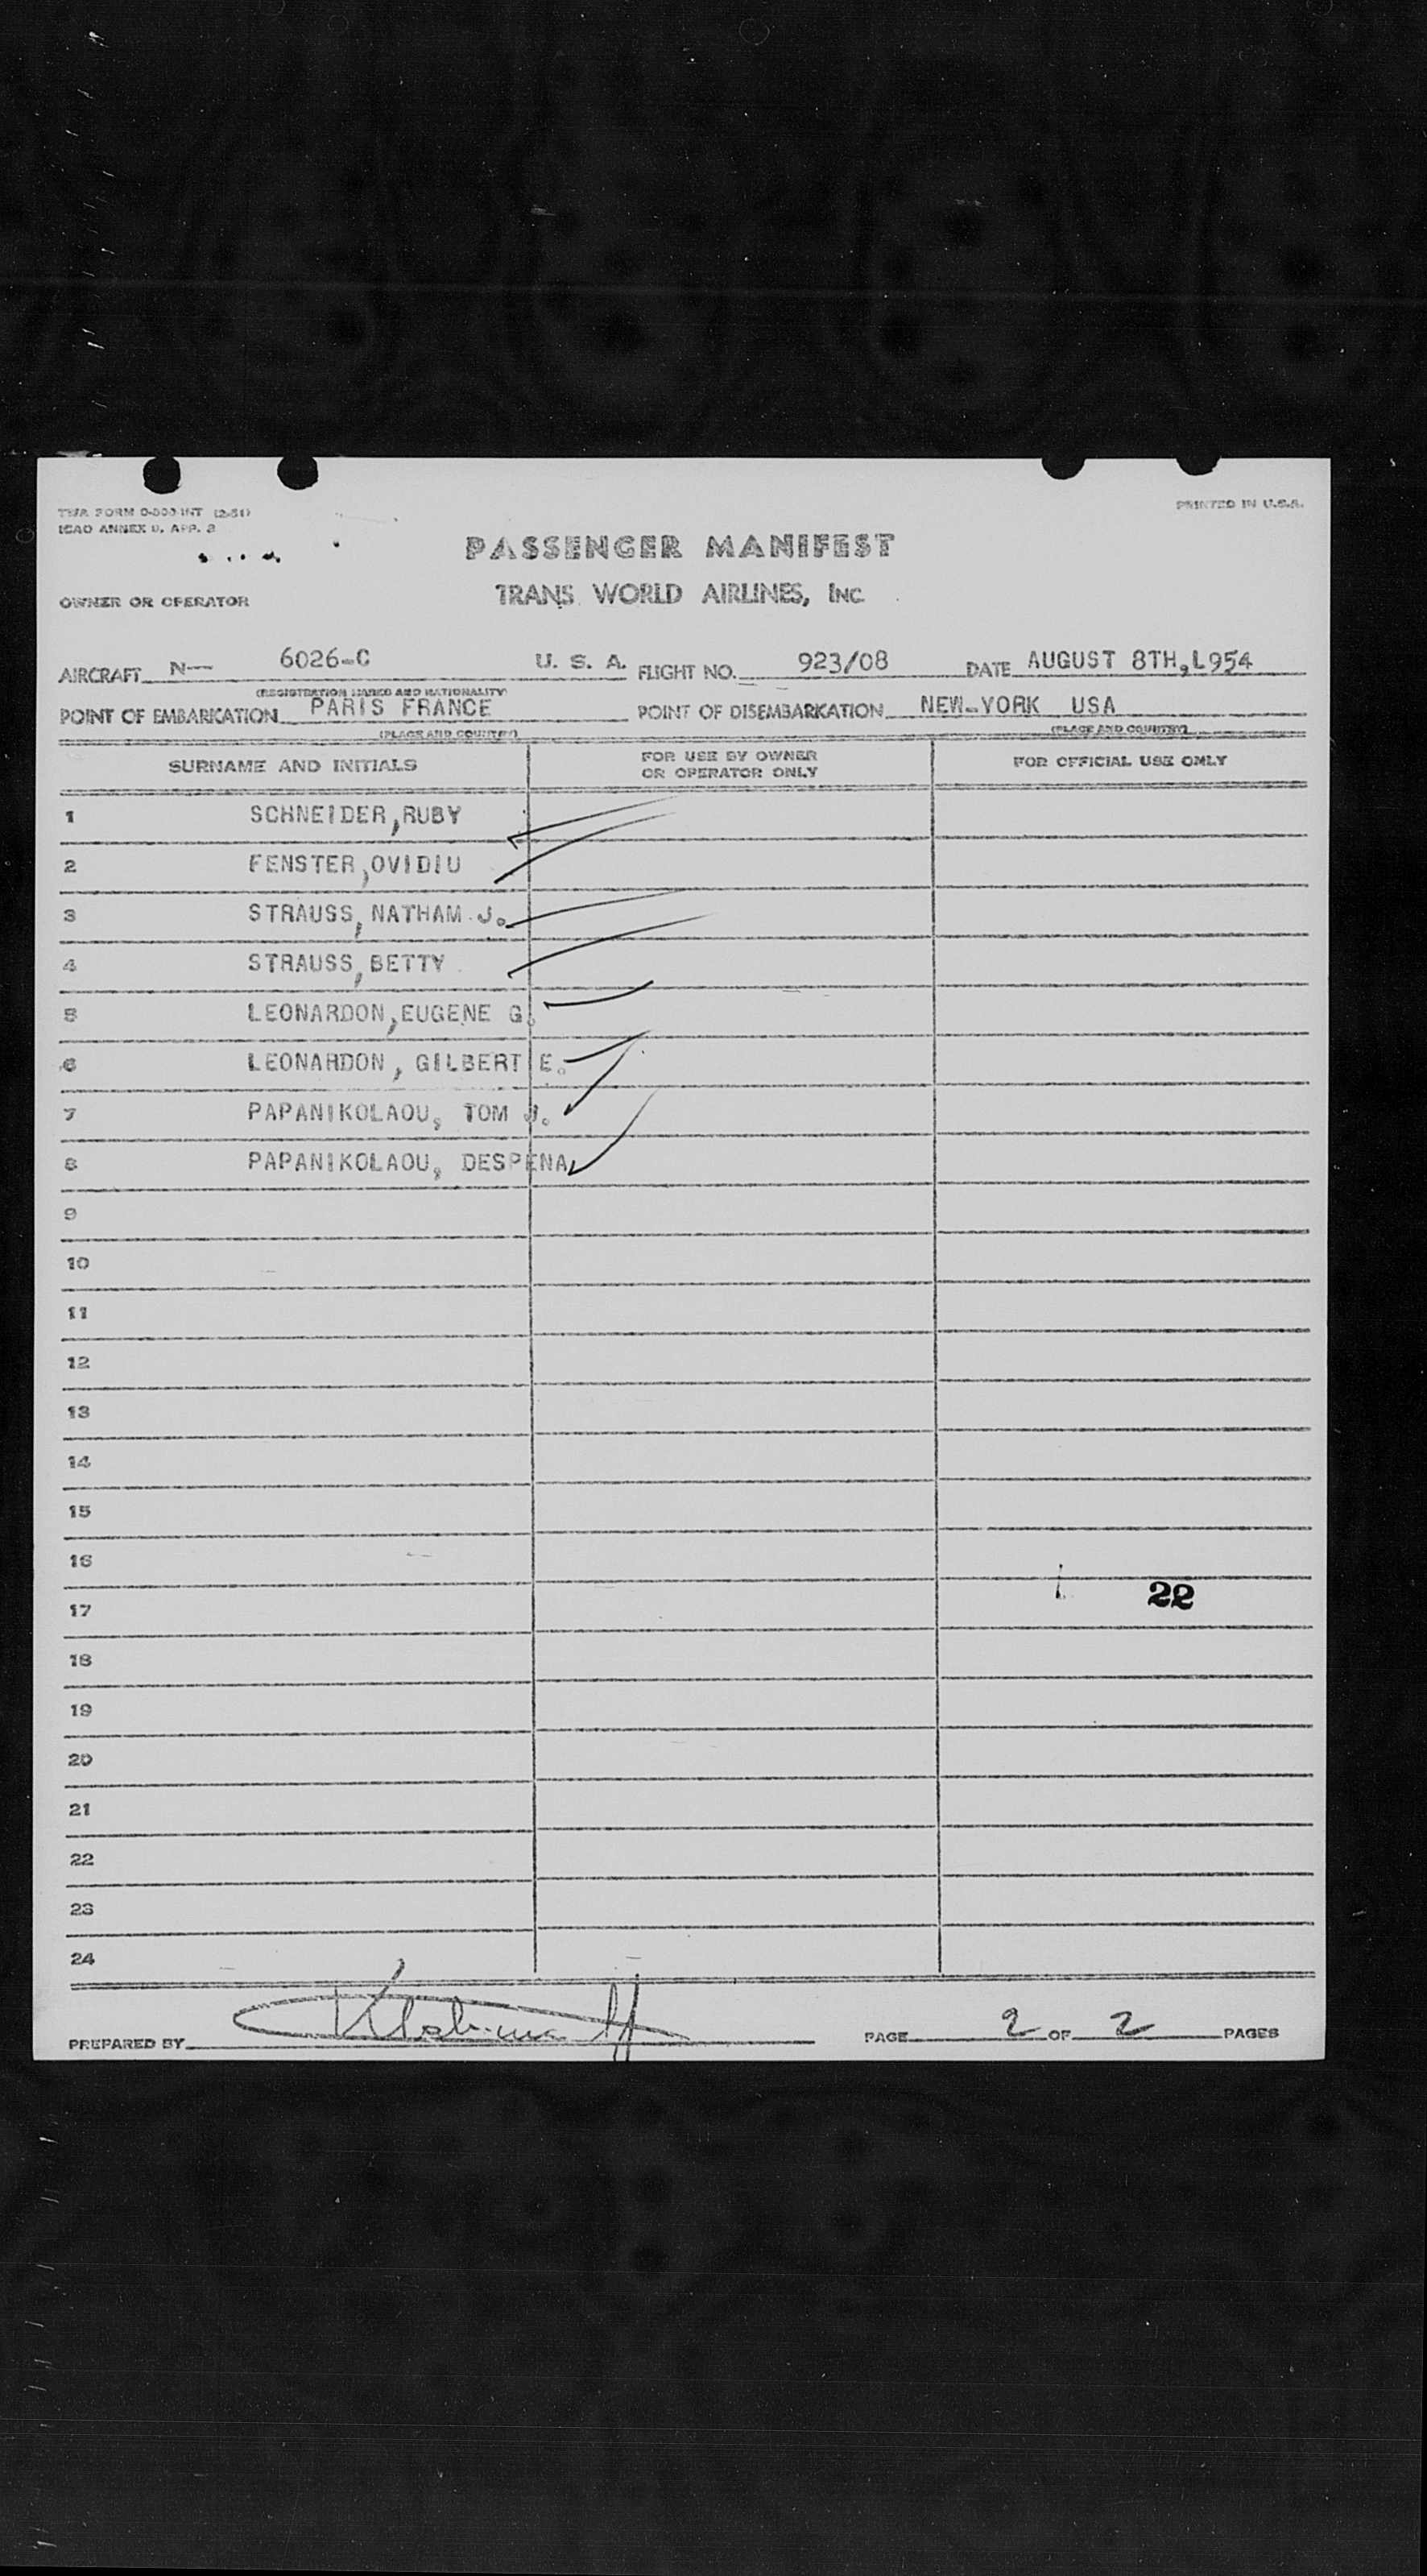 TWA FORM O-500-INT (2-51)
ICAO ANNEX 9, APP. 3
PRINTED IN U.S.A.
PASSENGER MANIFEST
OWNER OR OPERATOR TRANS WORLD AIRLINES, INC
AIRCRAFT N— 6026-C U. S. A. FLIGHT NO. 923/08 DATE AUGUST 8TH,L954
(REGISTRATION MARKS AND NATIONALITY)
POINT OF EMBARKATION PARIS FRANCE POINT OF DISEMBARKATION NEW-YORK USA
(PLACE AND COUNTRY) (PLACE AND COUNTRY)
SURNAME AND INITIALS FOR USE BY OWNER OR OPERATOR ONLY FOR OFFICIAL USE ONLY
1 SCHNEIDER,RUBY
2 FENSTER,OVIDIU
3 STRAUSS, NATHAM J.
4 STRAUSS,BETTY
5 LEONARDON,EUGENE G.
6 LEONARDON, GILBERT E.
7 PAPANIKOLAOU, TOM J.
8 PAPANIKOLAOU, DESPENA
9
10
11
12
13
14
15
16
17 22
18
19
20
21
22
23
24
PREPARED BY PAGE 2 OF 2 PAGES